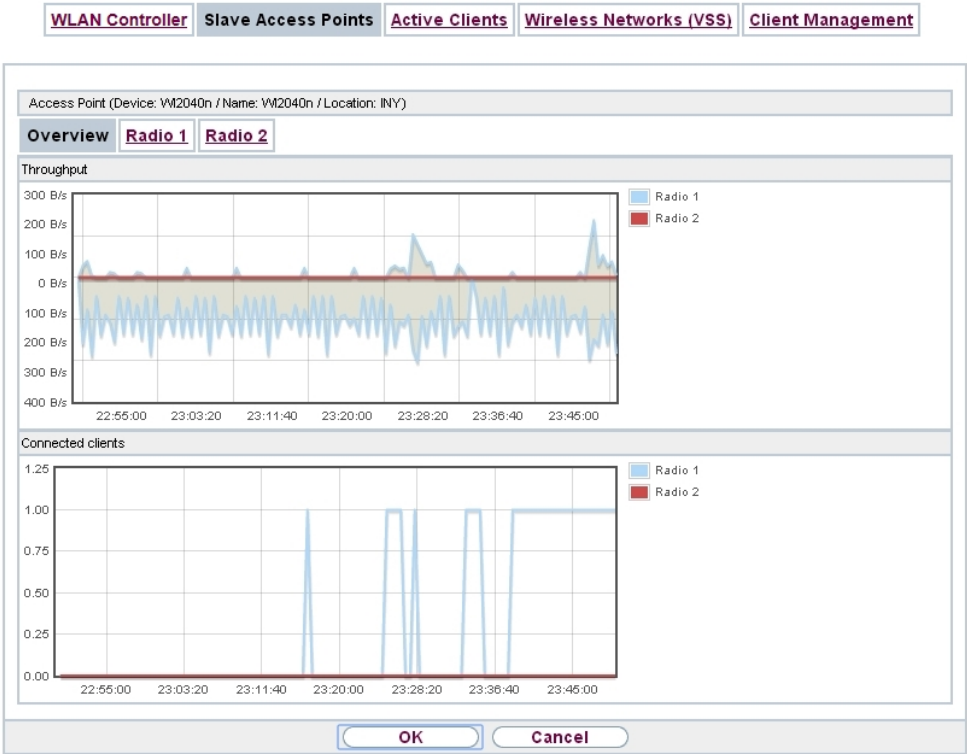 WLAN Controller Slave Access Points Active Clients Wireless Networks (VSS) Client Management
Access Point (Device: WI2040n / Name: WI2040n / Location: INY)
Overview Radio 1 Radio 2
Throughput
300 B/s
200 B/s
100 B/s
0 B/s
100 B/s
200 B/s
300 B/s
400 B/s
22:55:00 23:03:20 23:11:40 23:20:00 23:28:20 23:36:40 23:45:00
Radio 1
Radio 2
Connected clients
1.25
1.00
0.75
0.50
0.25
0.00
22:55:00 23:03:20 23:11:40 23:20:00 23:28:20 23:36:40 23:45:00
Radio 1
Radio 2
OK Cancel